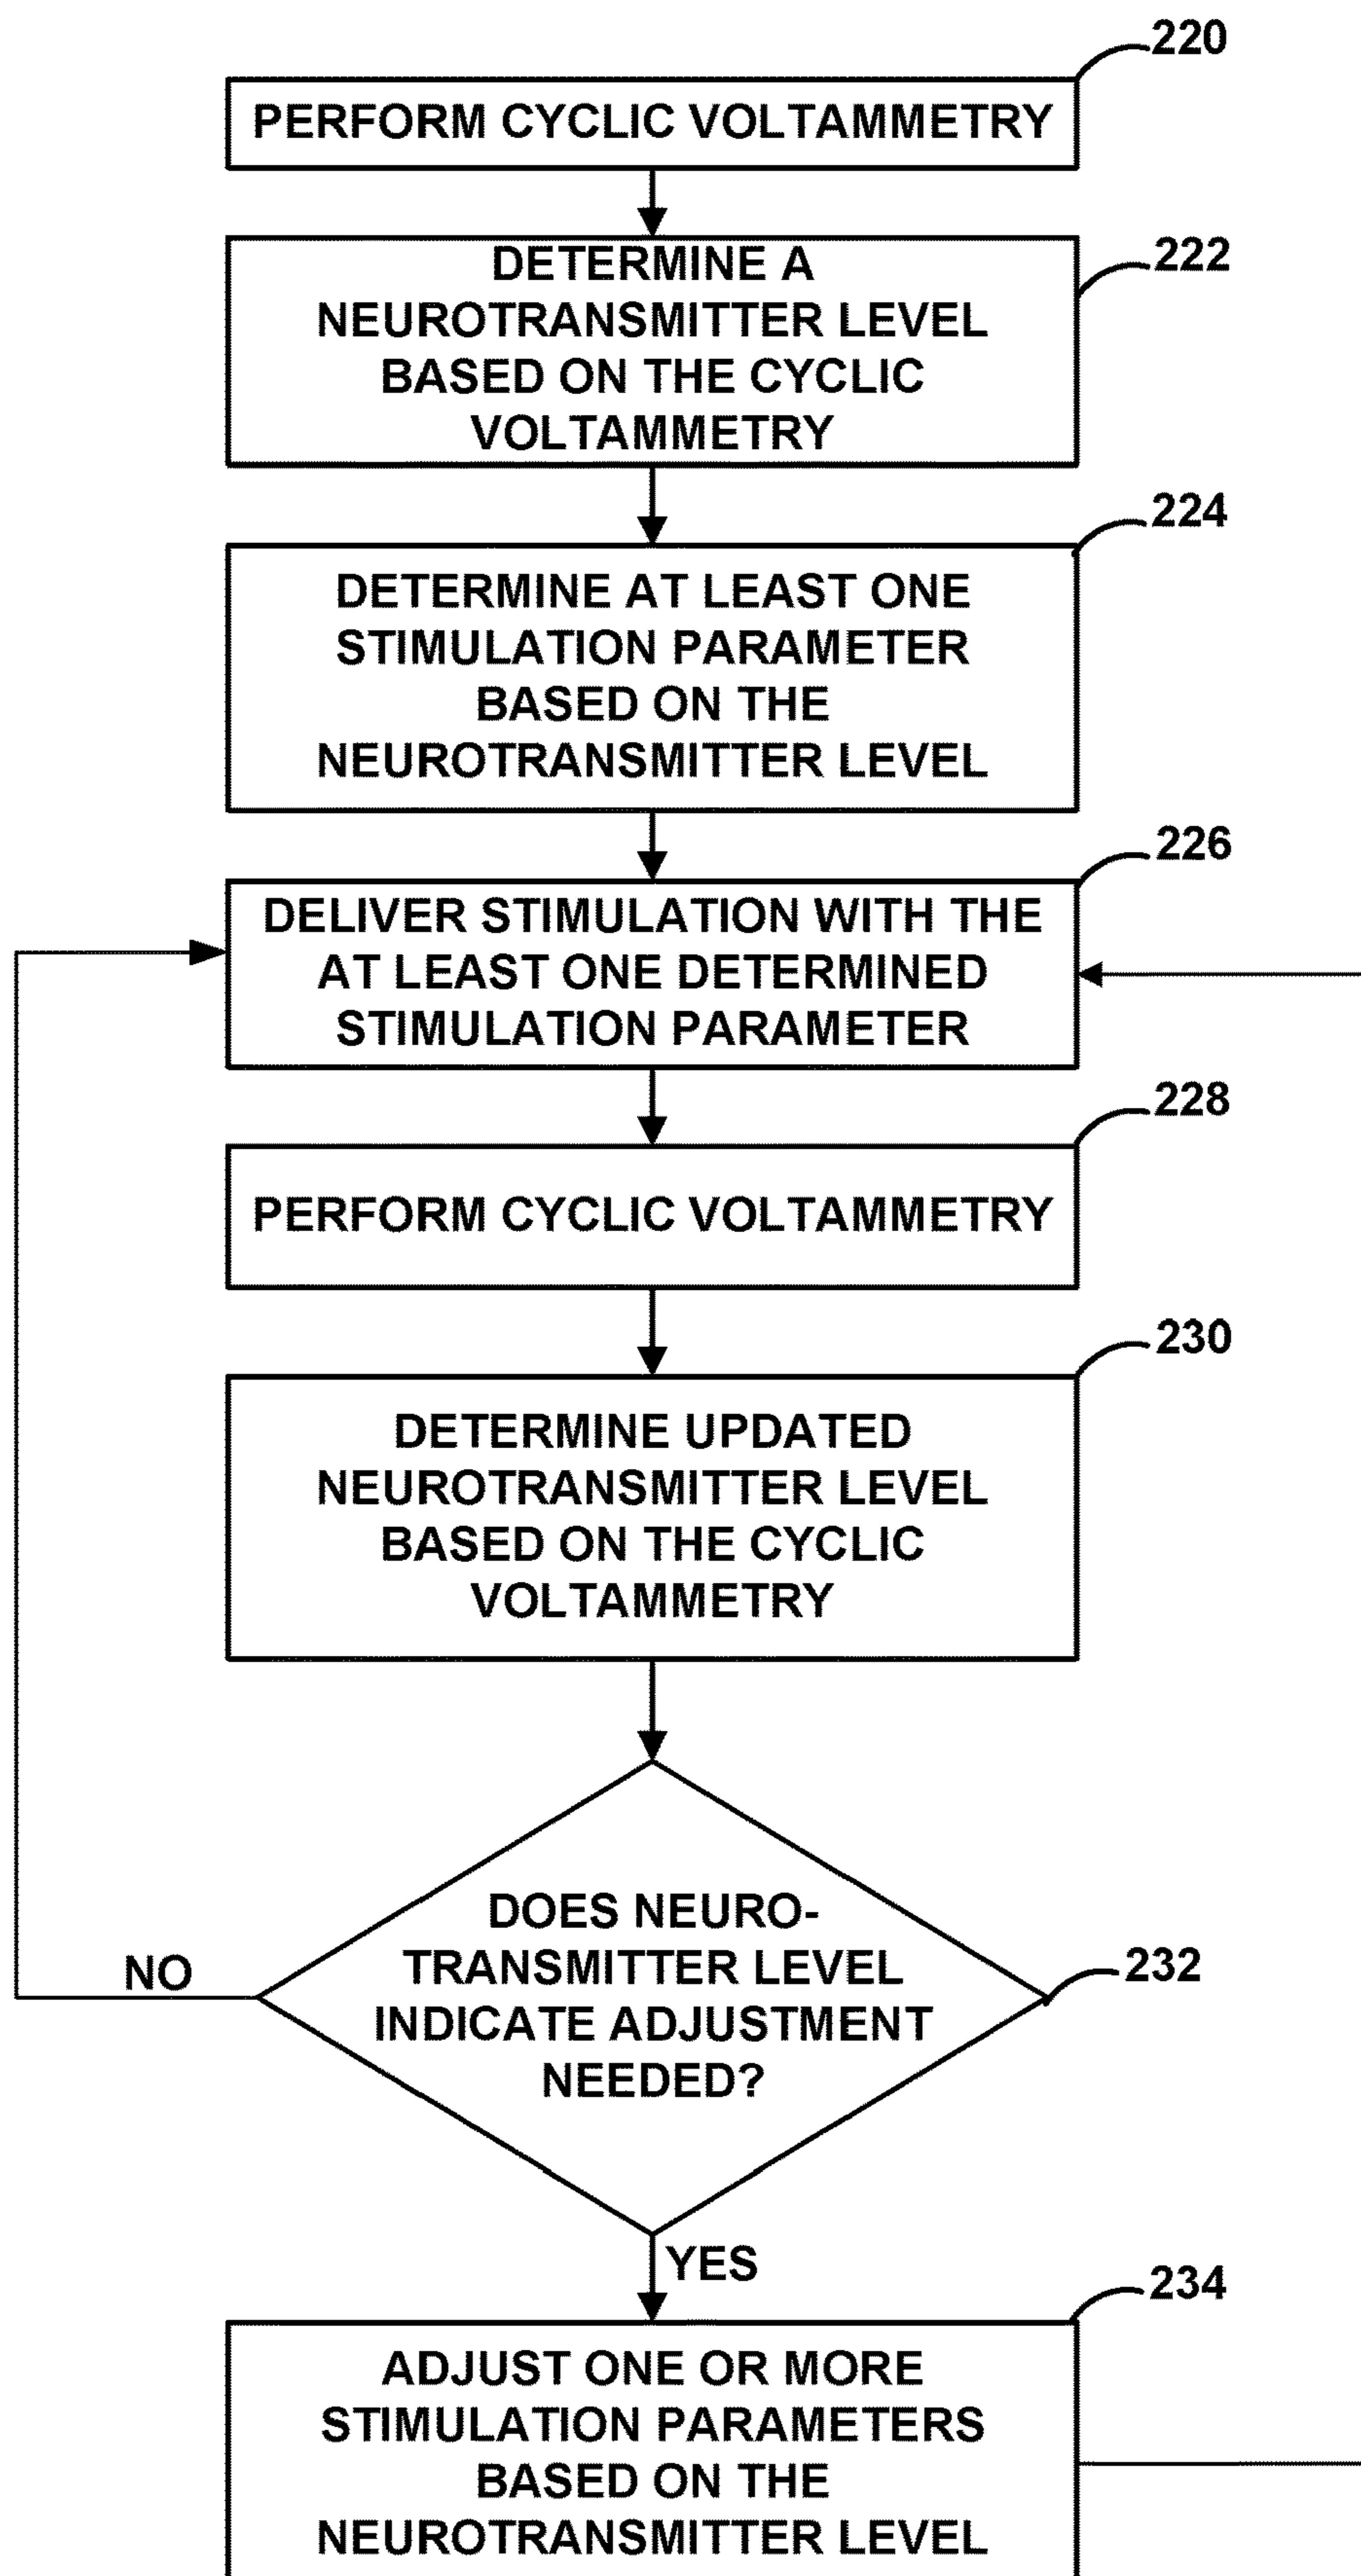 220
PERFORM CYCLIC VOLTAMMETRY
222
DETERMINE A
NEUROTRANSMITTER LEVEL
BASED ON THE CYCLIC
VOLTAMMETRY
224
DETERMINE AT LEAST ONE
STIMULATION PARAMETER
BASED ON THE
NEUROTRANSMITTER LEVEL
226
DELIVER STIMULATION WITH THE
AT LEAST ONE DETERMINED
STIMULATION PARAMETER
228
PERFORM CYCLIC VOLTAMMETRY
230
DETERMINE UPDATED
NEUROTRANSMITTER LEVEL
BASED ON THE CYCLIC
VOLTAMMETRY
DOES NEURO-
TRANSMITTER LEVEL
INDICATE ADJUSTMENT
NEEDED?
232
NO
YES
234
ADJUST ONE OR MORE
STIMULATION PARAMETERS
BASED ON THE
NEUROTRANSMITTER LEVEL